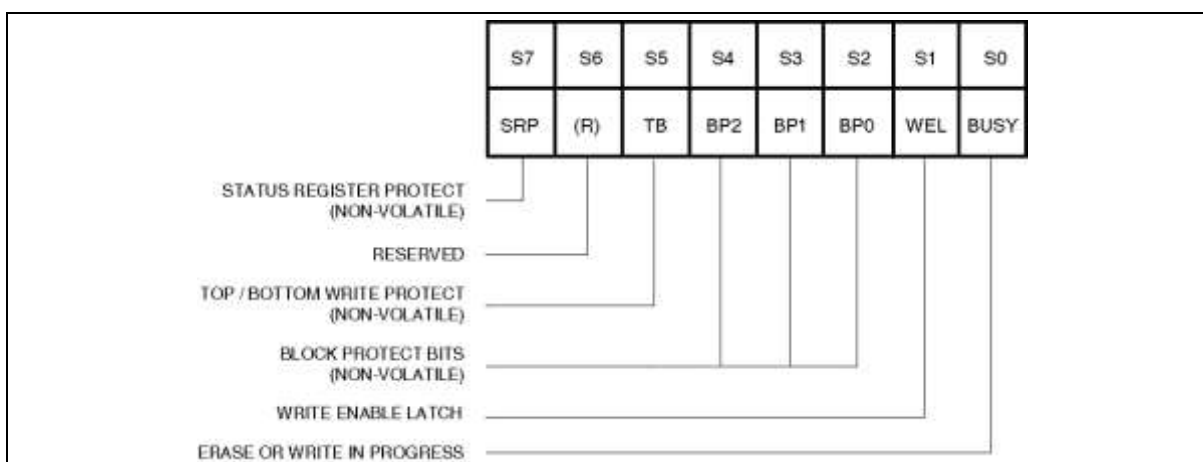 S7 S6 S5 S4 S3 S2 S1 S0
SRP (R) TB BP2 BP1 BP0 WEL BUSY
STATUS REGISTER PROTECT
(NON-VOLATILE)
RESERVED
TOP / BOTTOM WRITE PROTECT
(NON-VOLATILE)
BLOCK PROTECT BITS
(NON-VOLATILE)
WRITE ENABLE LATCH
ERASE OR WRITE IN PROGRESS